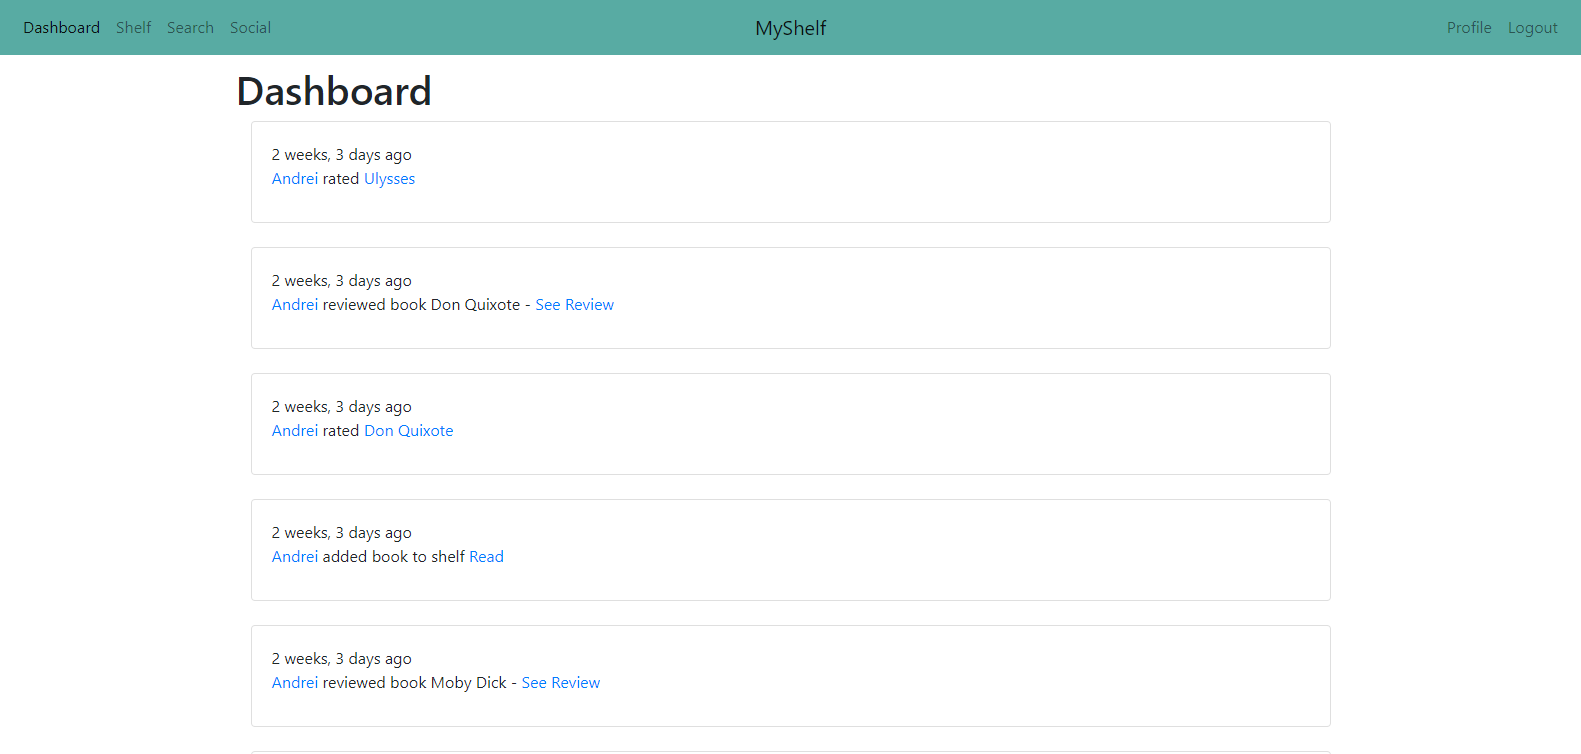 Dashboard Shelf Search Social MyShelf Profile Logout
Dashboard
2 weeks, 3 days ago
Andrei rated Ulysses
2 weeks, 3 days ago
Andrei reviewed book Don Quixote - See Review
2 weeks, 3 days ago
Andrei rated Don Quixote
2 weeks, 3 days ago
Andrei added book to shelf Read
2 weeks, 3 days ago
Andrei reviewed book Moby Dick - See Review